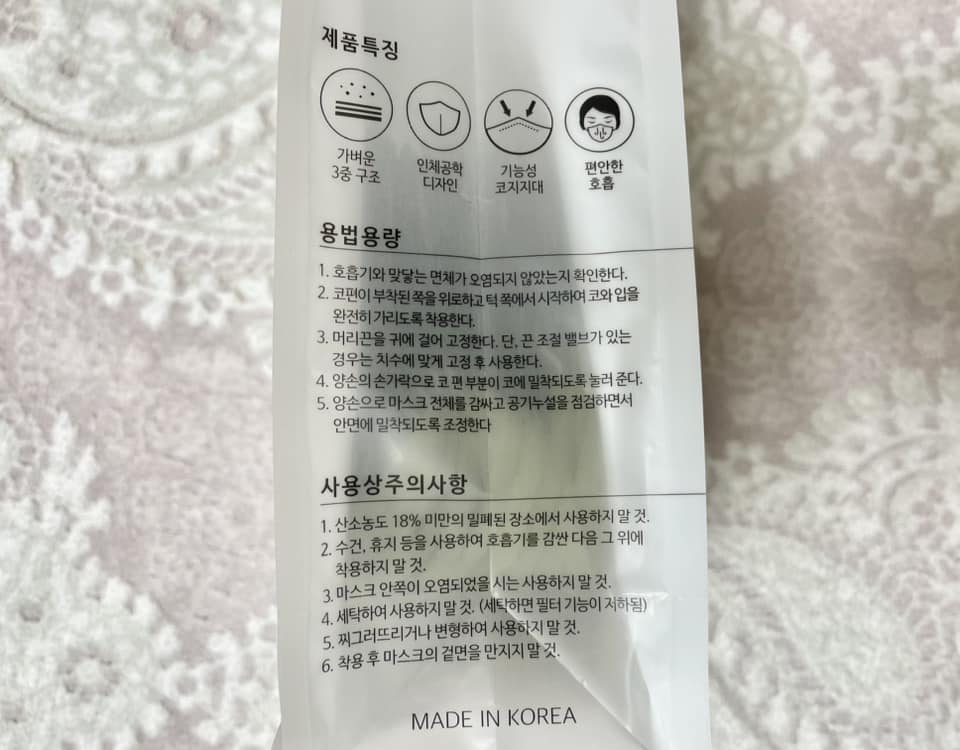 제품특징
가벼운
3중 구조
인체공학
디자인
기능성
코지지대
편안한
호흡
용법용량
1. 호흡기와 맞닿는 면체가 오염되지 않았는지 확인한다.
2. 코편이 부착된 쪽을 위로하고 턱 쪽에서 시작하여 코와 입을
완전히 가리도록 착용한다.
3. 머리끈을 귀에 걸어 고정한다. 단, 끈 조절 밸브가 있는
경우는 치수에 맞게 고정 후 사용한다.
4. 양손의 손가락으로 코 편 부분이 코에 밀착되도록 눌러 준다.
5. 양손으로 마스크 전체를 감싸고 공기누설을 점검하면서
안면에 밀착되도록 조정한다
사용상주의사항
1. 산소농도 18% 미만의 밀폐된 장소에서 사용하지 말 것.
2. 수건, 휴지 등을 사용하여 호흡기를 감싼 다음 그 위에
착용하지 말 것.
3. 마스크 안쪽이 오염되었을 시는 사용하지 말 것.
4. 세탁하여 사용하지 말 것. (세탁하면 필터 기능이 저하됨)
5. 찌그러뜨리거나 변형하여 사용하지 말 것.
6. 착용 후 마스크의 겉면을 만지지 말 것.
MADE IN KOREA